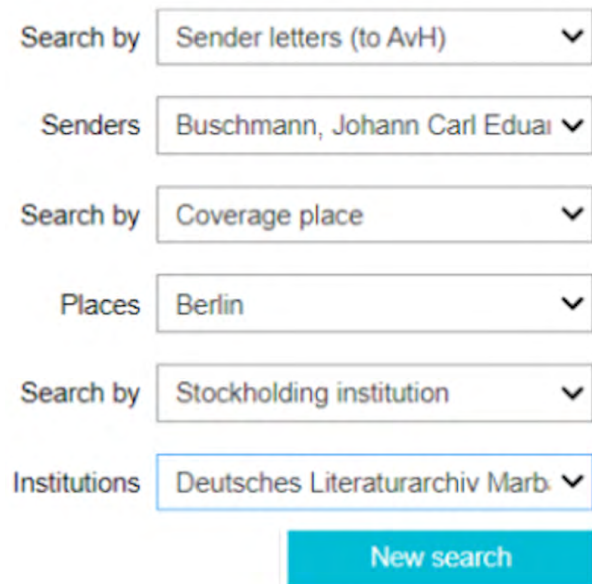 Search by Sender letters (to AvH)
Senders Buschmann, Johann Carl Eduar
Search by Coverage place
Places Berlin
Search by Stockholding institution
Institutions Deutsches Literaturarchiv Marb
New search